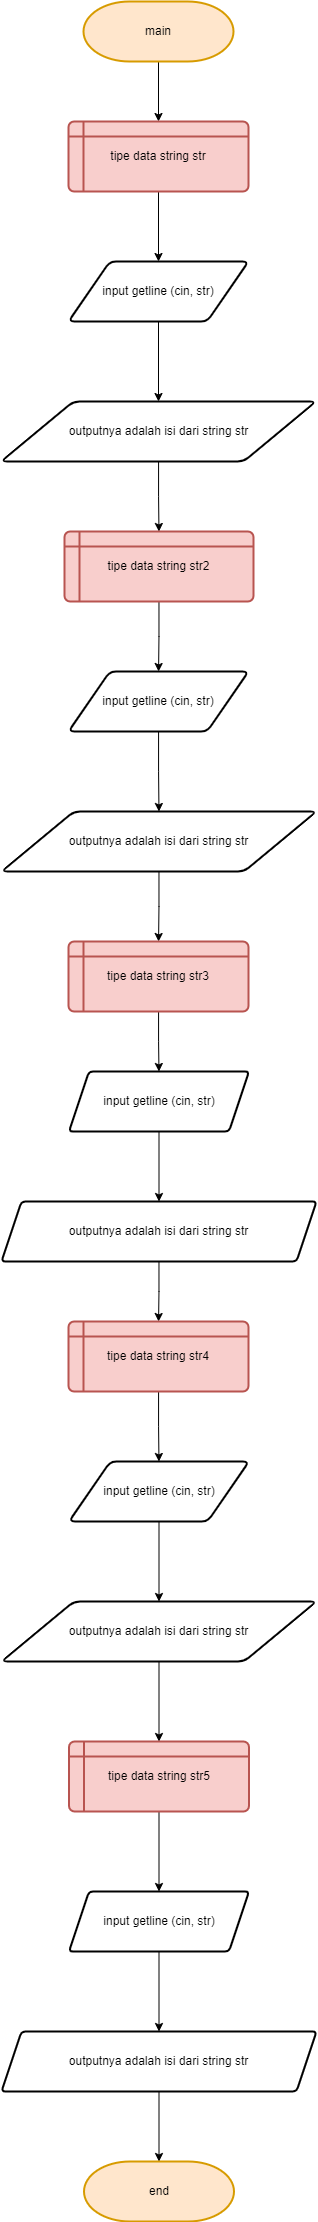 main
tipe data string str
input getline (cin, str)
outputnya adalah isi dari string str
tipe data string str2
input getline (cin, str)
outputnya adalah isi dari string str
tipe data string str3
input getline (cin, str)
outputnya adalah isi dari string str
tipe data string str4
input getline (cin, str)
outputnya adalah isi dari string str
tipe data string str5
input getline (cin, str)
outputnya adalah isi dari string str
end